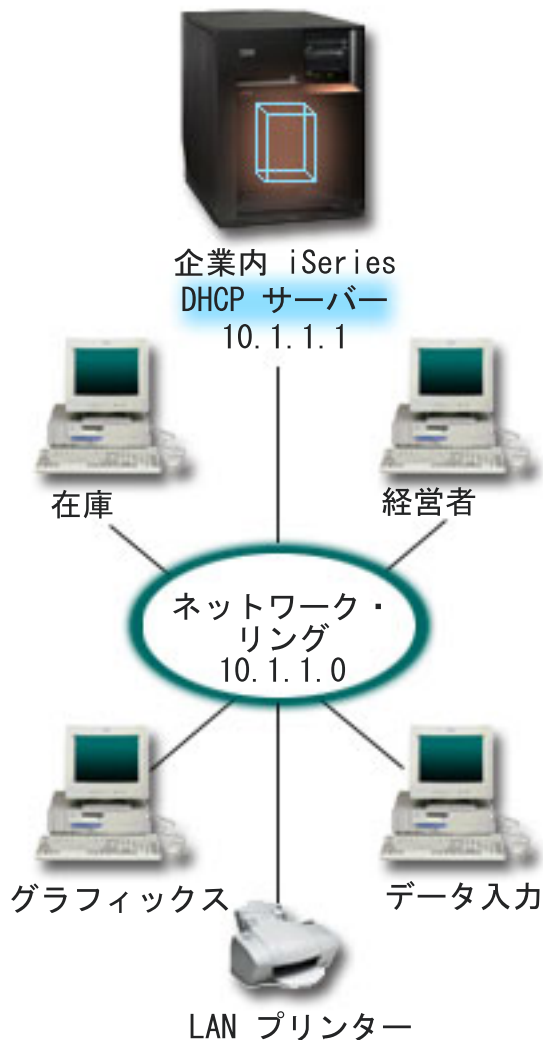 企業内 iSeries
DHCP サーバー
10.1.1.1
在庫
経営者
ネットワーク・
リング
10.1.1.0
グラフィックス
データ入力
LAN プリンター